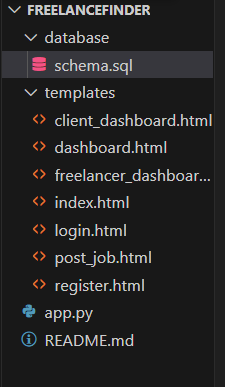 FREELANCEFINDER
database
schema.sql
templates
client_dashboard.html
dashboard.html
freelancer_dashboar...
index.html
login.html
post_job.html
register.html
app.py
README.md